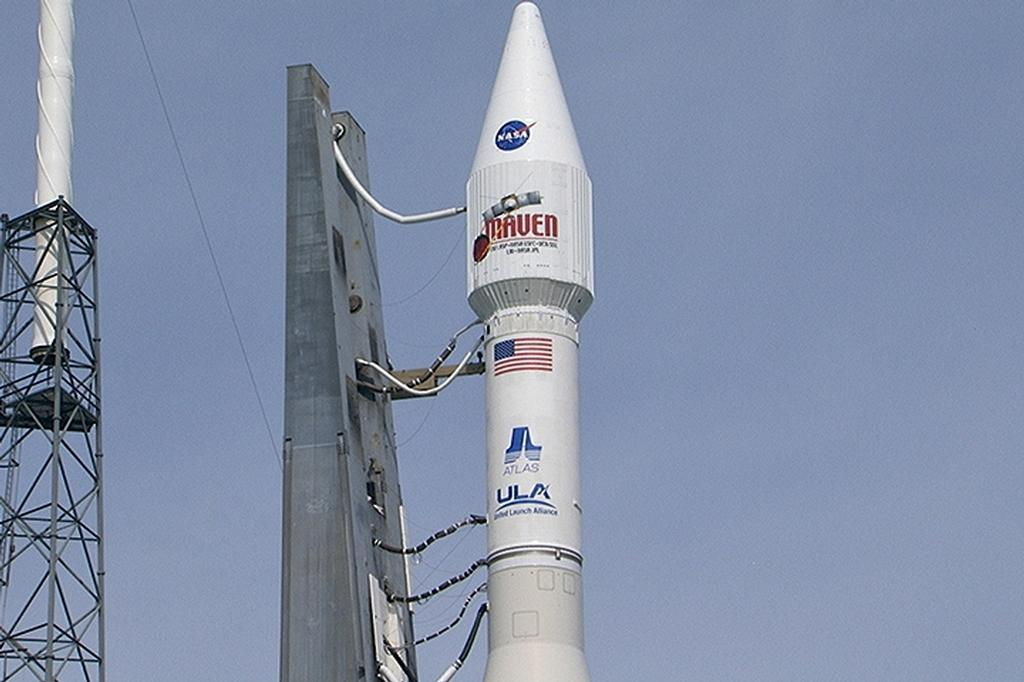 NASA
MAVEN
ATLAS
ULA
United Launch Alliance